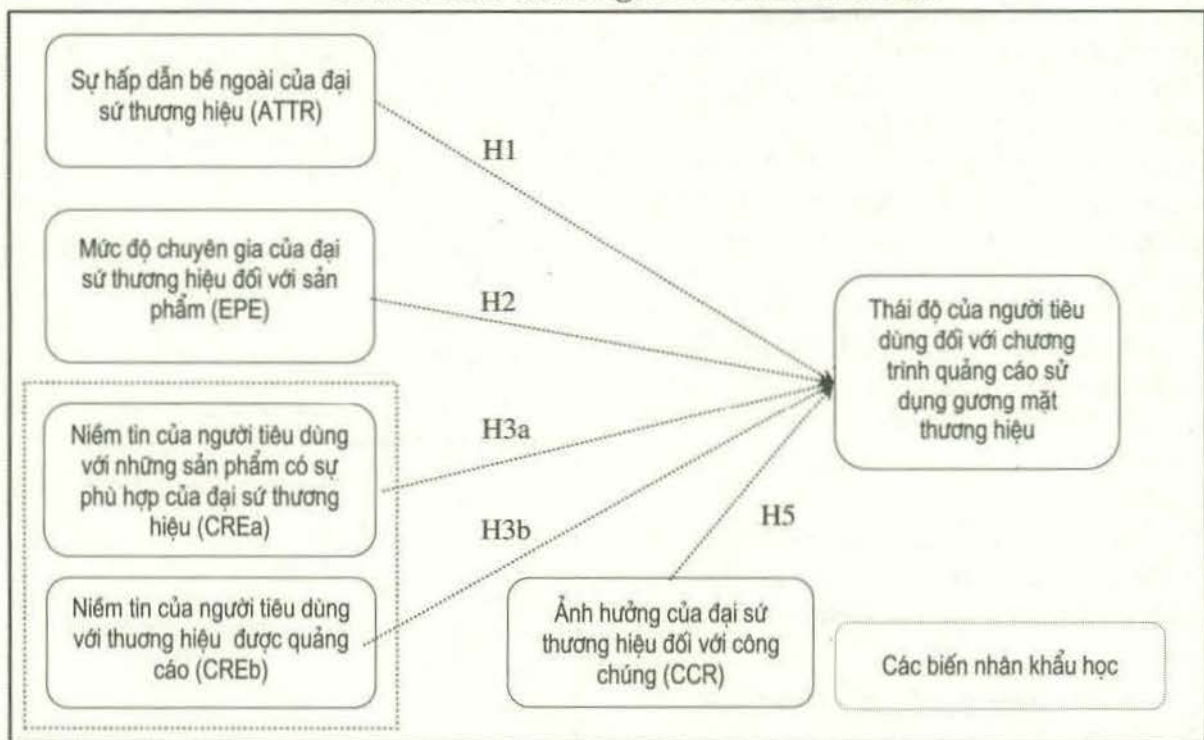 Sự hấp dẫn bề ngoài của đại
sứ thương hiệu (ATTR)
H1
Mức độ chuyên gia của đại
sứ thương hiệu đối với sản
phẩm (EPE)
H2
Thái độ của người tiêu
dùng đối với chương
trình quảng cáo sử
dụng gương mặt
thương hiệu
Niềm tin của người tiêu dùng
với những sản phẩm có sự
phù hợp của đại sứ thương
hiệu (CREa)
H3a
H3b
H5
Niềm tin của người tiêu dùng
với thuơng hiệu được quảng
cáo (CREb)
Ảnh hưởng của đại sứ
thương hiệu đối với công
chúng (CCR)
Các biến nhân khẩu học